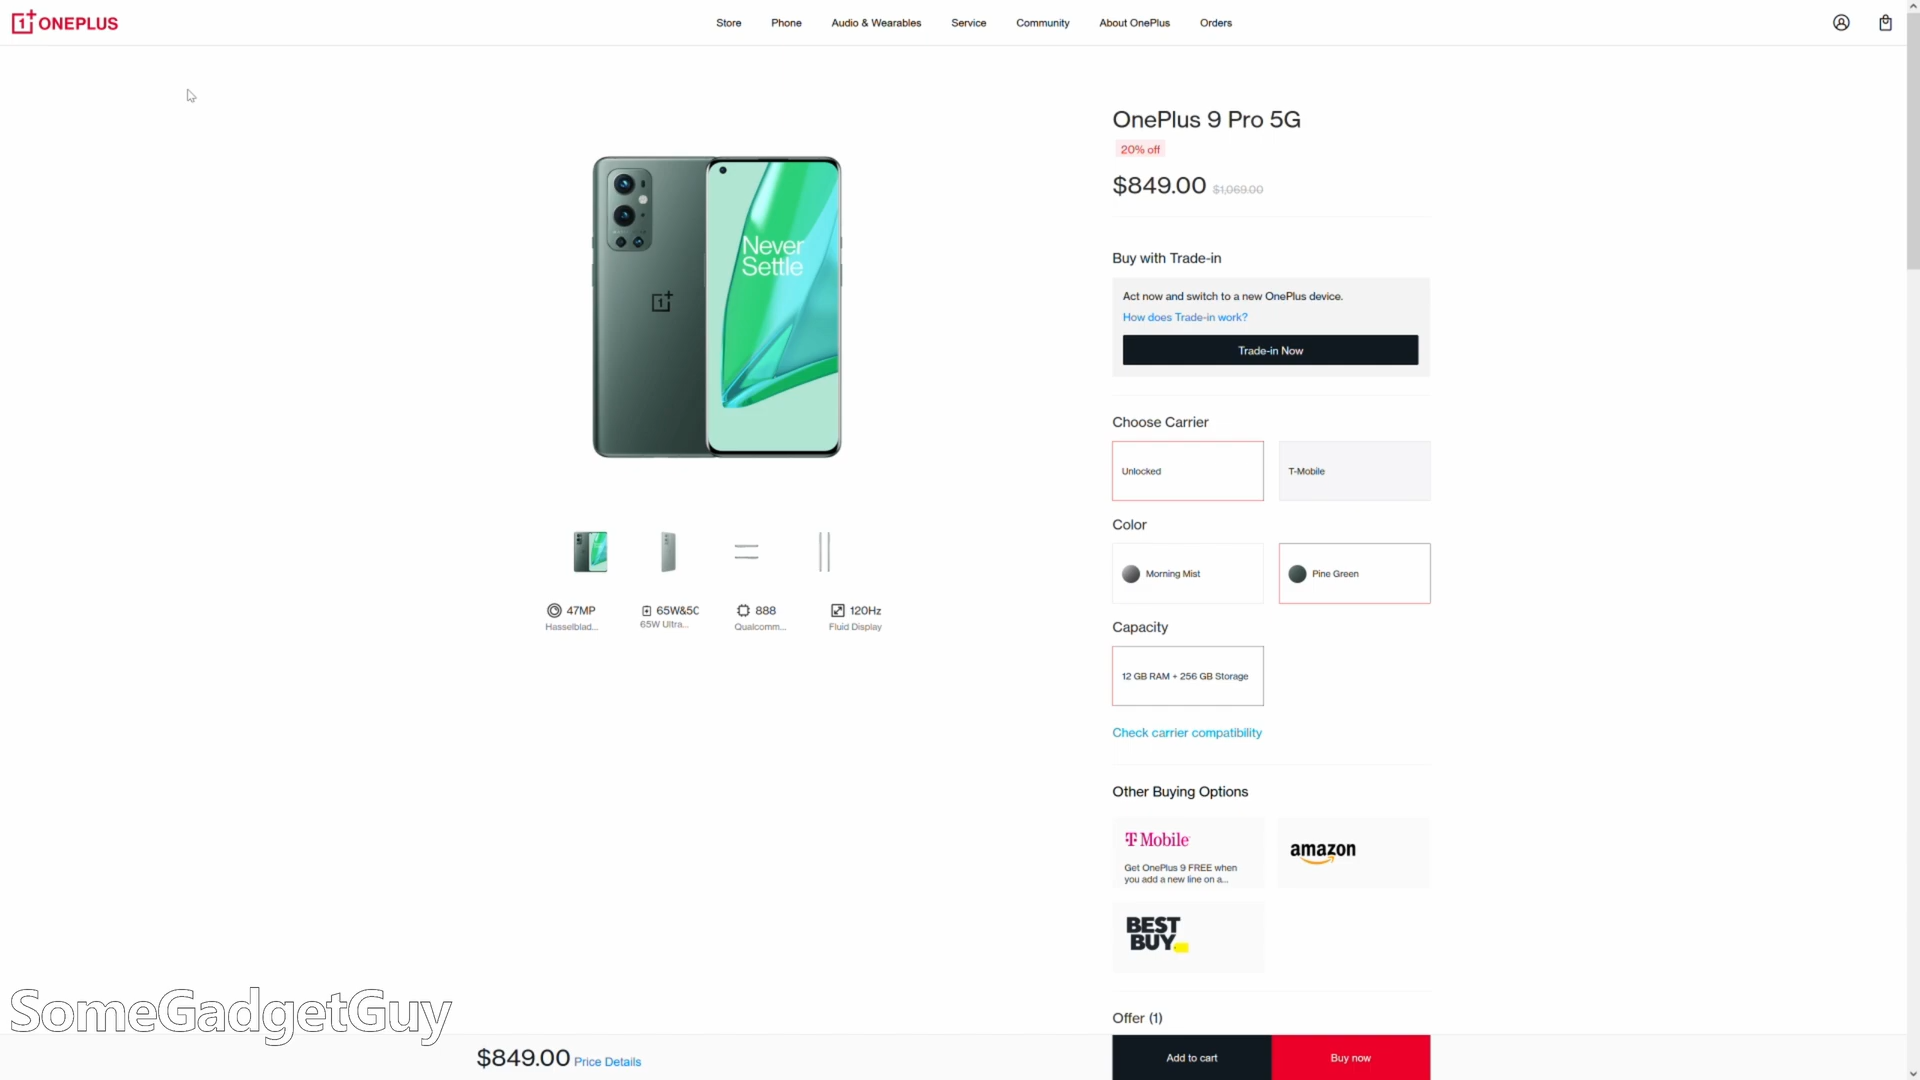 ONEPLUS
Store Phone Audio & Wearables Service Community About OnePlus Orders
OnePlus 9 Pro 5G
20% off
$849.00 $1,069.00
Never
Settle
Buy with Trade-in
Act now and switch to a new OnePlus device.
How does Trade-in work?
Trade-in Now
Choose Carrier
Unlocked T-Mobile
Color
Morning Mist Pine Green
47MP 65W&5C 888 120Hz
Hasselblad... 65W Ultra... Qualcomm... Fluid Display
Capacity
12 GB RAM + 256 GB Storage
Check carrier compatibility
Other Buying Options
T Mobile
Get OnePlus 9 FREE when
you add a new line on a...
amazon
BEST
BUY
Offer (1)
SomeGadgetGuy
$849.00 Price Details
Add to cart Buy now